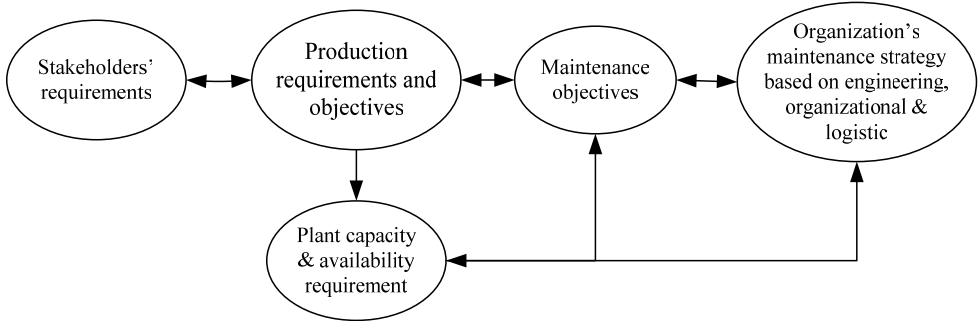 Stakeholders’
requirements
Production
requirements and
objectives
Maintenance
objectives
Organization’s
maintenance strategy
based on engineering,
organizational &
logistic
Plant capacity
& availability
requirement